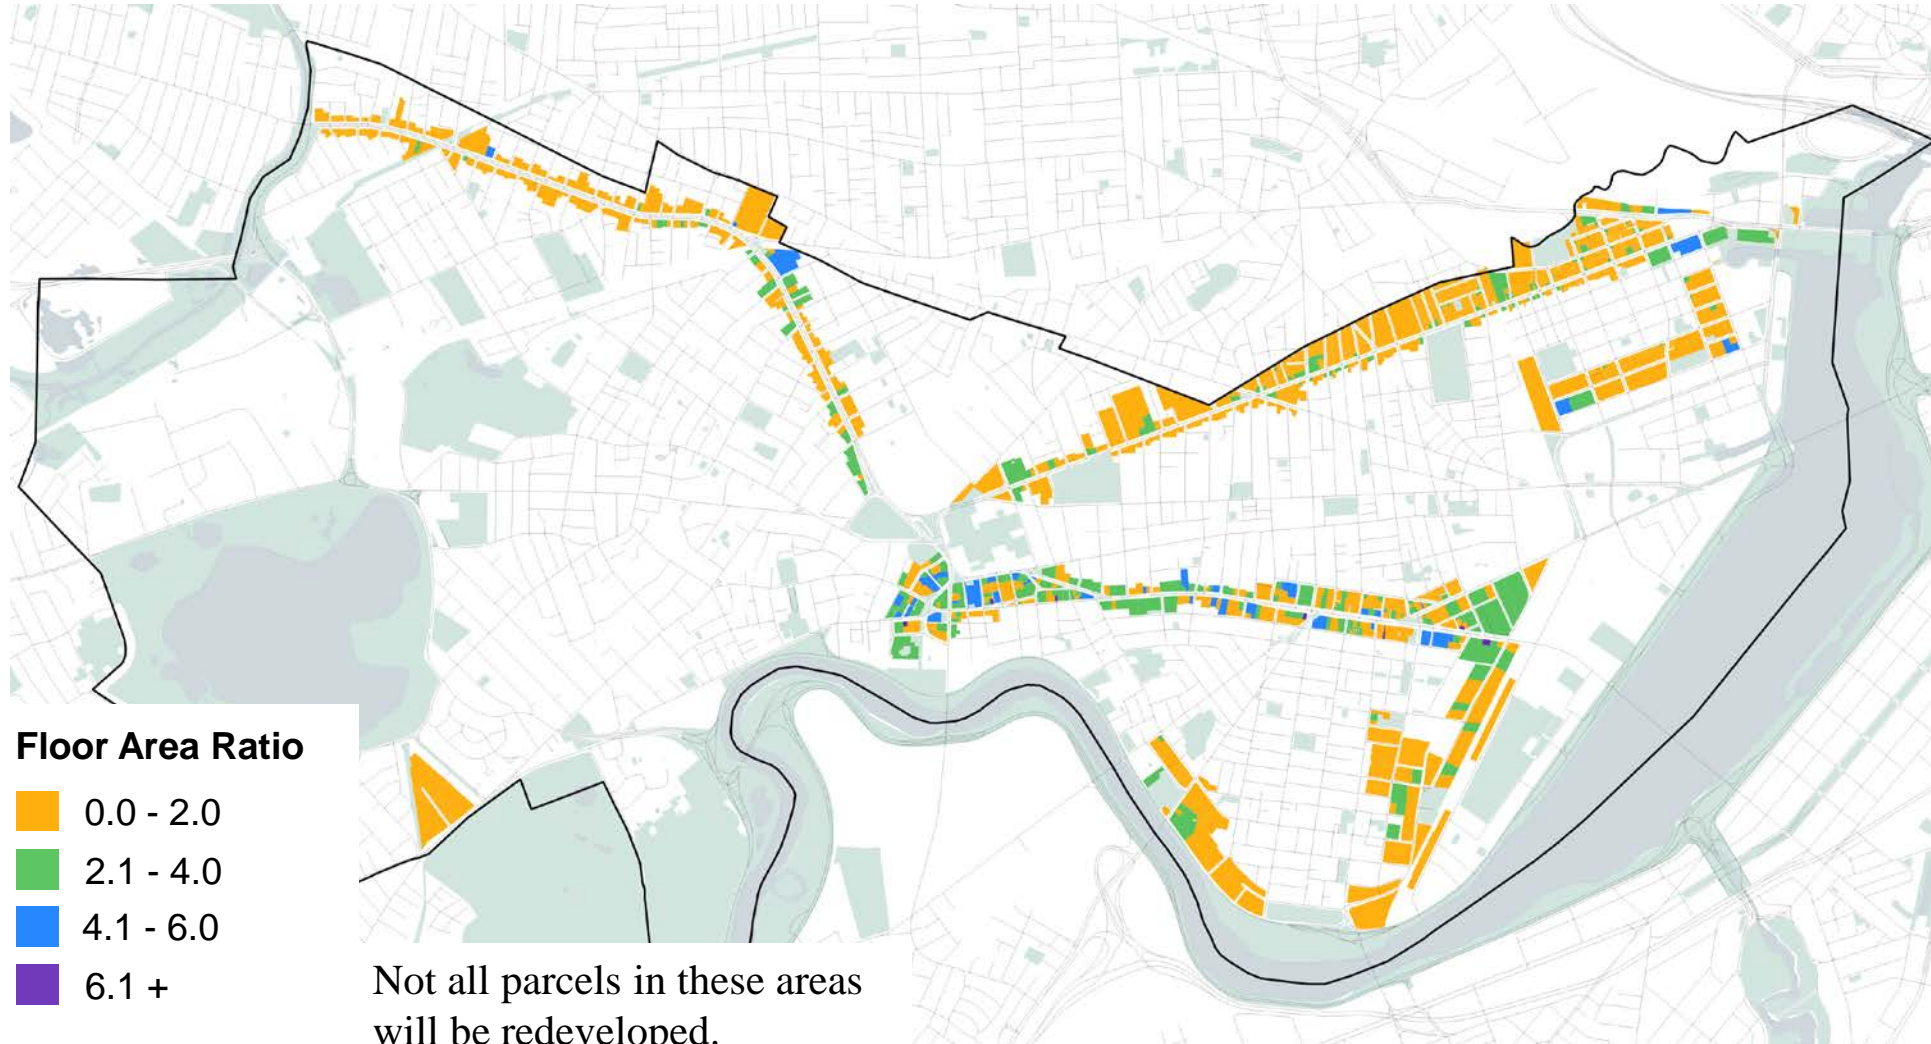 Floor Area Ratio
0.0 - 2.0
2.1 - 4.0
4.1 - 6.0
6.1 +
Not all parcels in these areas
will be redeveloped.